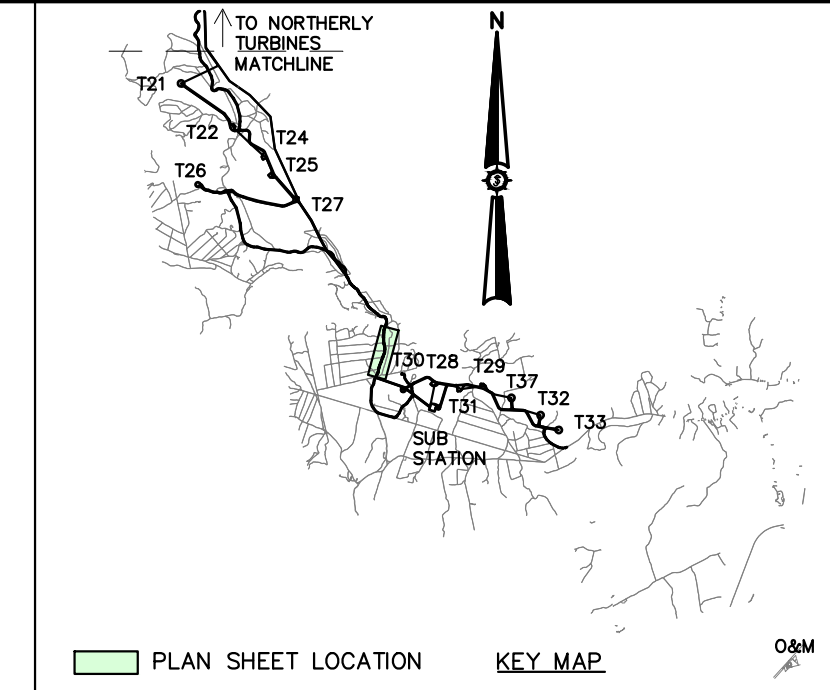 TO NORTHERLY
TURBINES
MATCHLINE
N
T21
T22
T24
T25
T26
T27
T30
T28
T29
T37
T31
T32
T33
SUB
STATION
PLAN SHEET LOCATION
KEY MAP
O&M